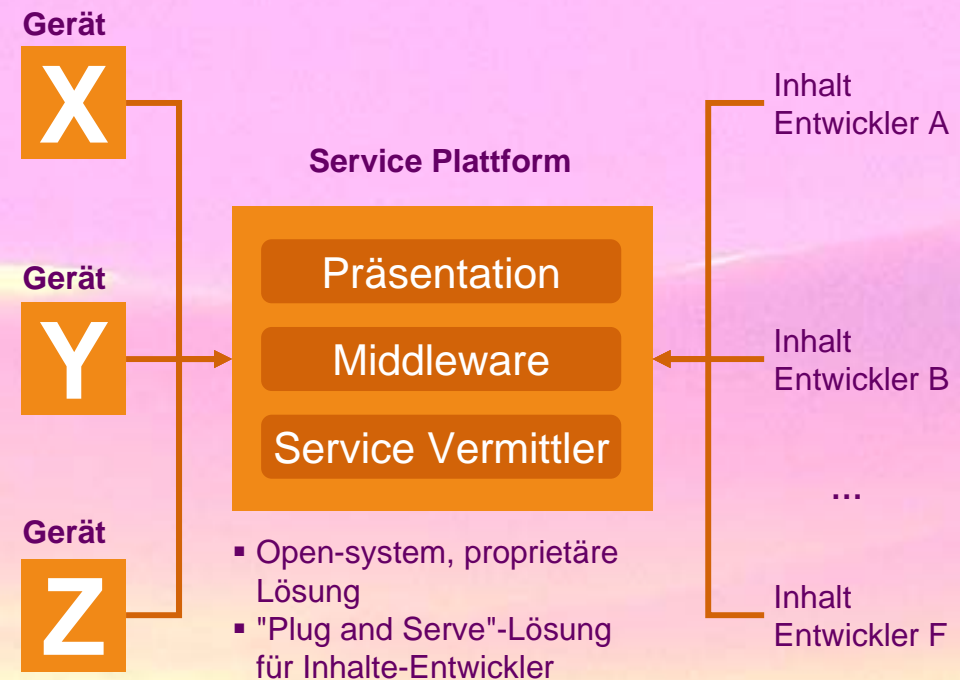 Gerät
X
Gerät
Y
Gerät
Z
Service Plattform
Präsentation
Middleware
Service Vermittler
▪ Open-system, proprietäre
Lösung
▪ "Plug and Serve"-Lösung
für Inhalte-Entwickler
Inhalt
Entwickler A
Inhalt
Entwickler B
...
Inhalt
Entwickler F